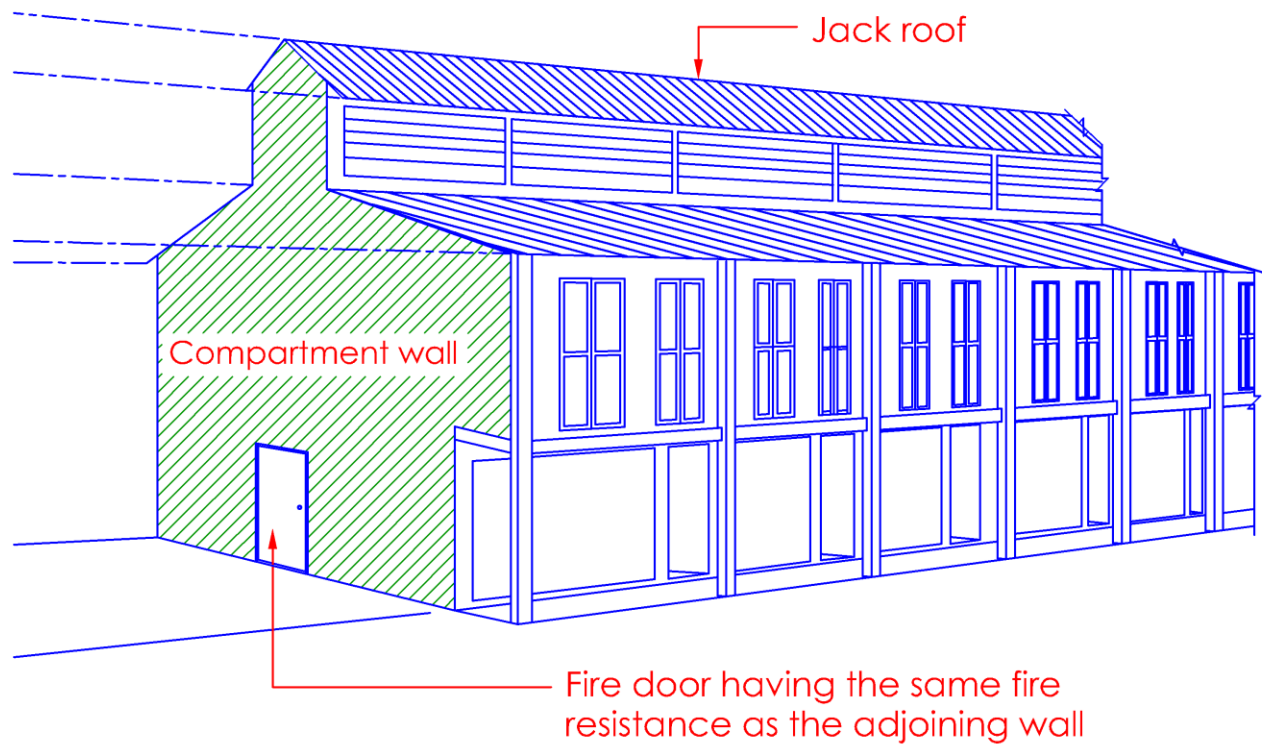 Jack roof
Compartment wall
Fire door having the same fire
resistance as the adjoining wall